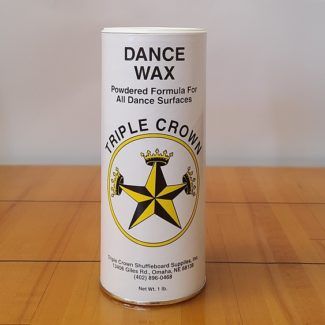 DANCE
WAX
Powdered Formula For
All Dance Surfaces
TRIPLE CROWN
Triple Crown Shuffleboard Supplies, Inc.
13406 Giles Rd., Omaha, NE 68138
(402) 896-0468
Net Wt. 1 lb.